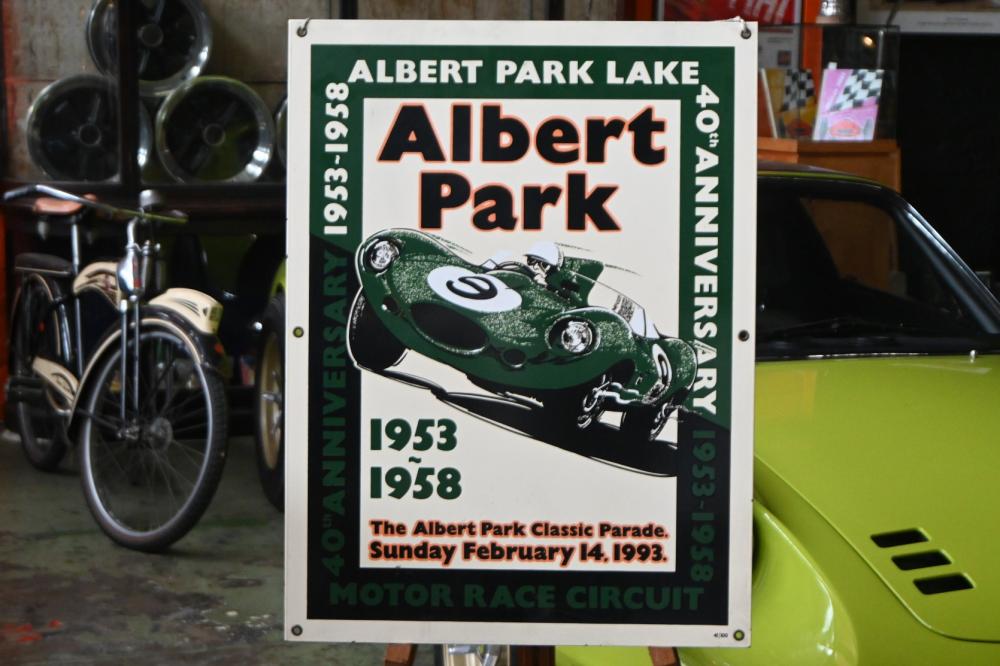 ALBERT PARK LAKE
40th ANNIVERSARY 1953-1958
40th ANNIVERSARY 1953-1958
Albert
Park
9
9
1953
~
1958
The Albert Park Classic Parade.
Sunday February 14. 1993.
MOTOR RACE CIRCUIT